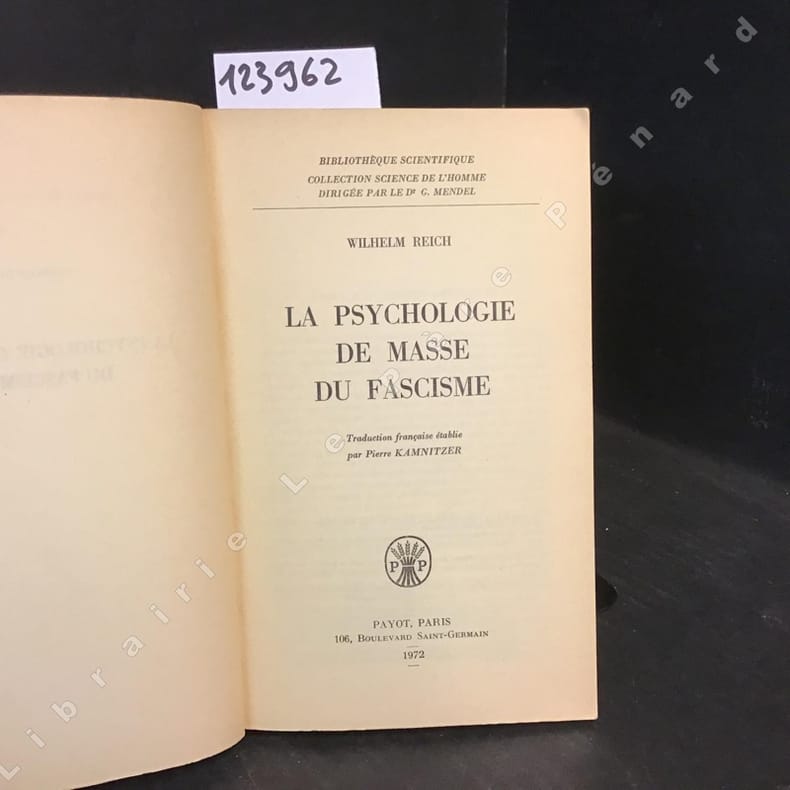 123962
BIBLIOTHÈQUE SCIENTIFIQUE
COLLECTION SCIENCE DE L'HOMME
DIRIGÉE PAR LE Dr G. MENDEL
WILHELM REICH
LA PSYCHOLOGIE
DE MASSE
DU FASCISME
Traduction française établie
par Pierre KAMNITZER
P P
PAYOT, PARIS
106, BOULEVARD SAINT-GERMAIN
1972
Librairie Le Père Pénard